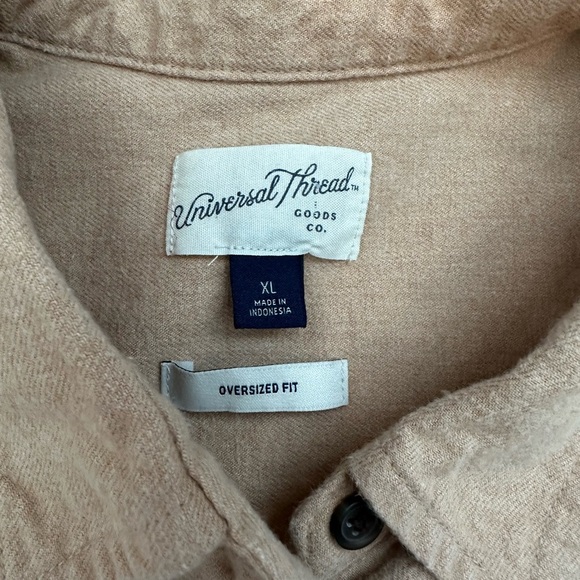 Universal Thread™
GOODS
CO.
XL
MADE IN
INDONESIA
OVERSIZED FIT